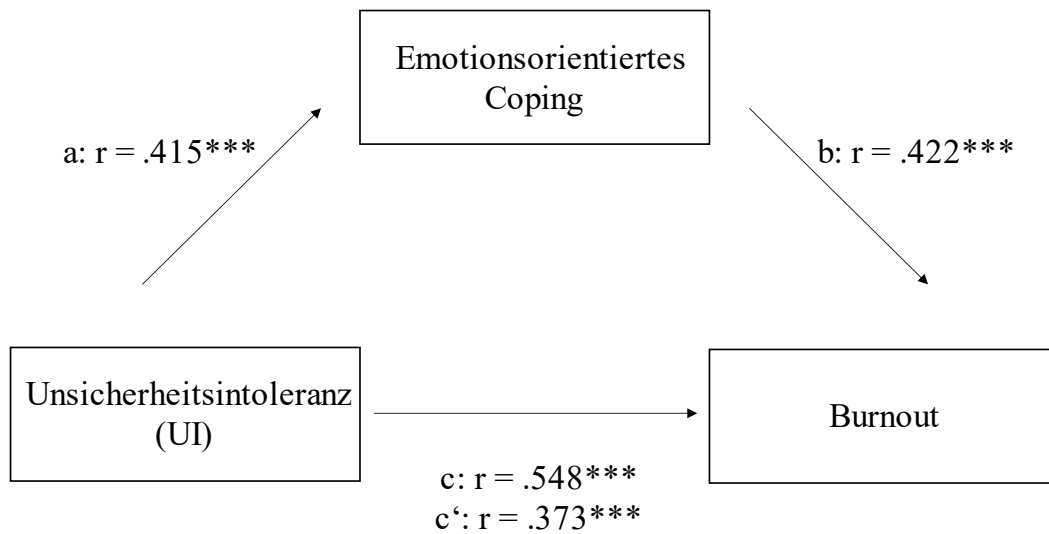 Emotionsorientiertes
Coping
a: r = .415***
b: r = .422***
Unsicherheitsintoleranz
(UI)
Burnout
c: r = .548***
c‘: r = .373***